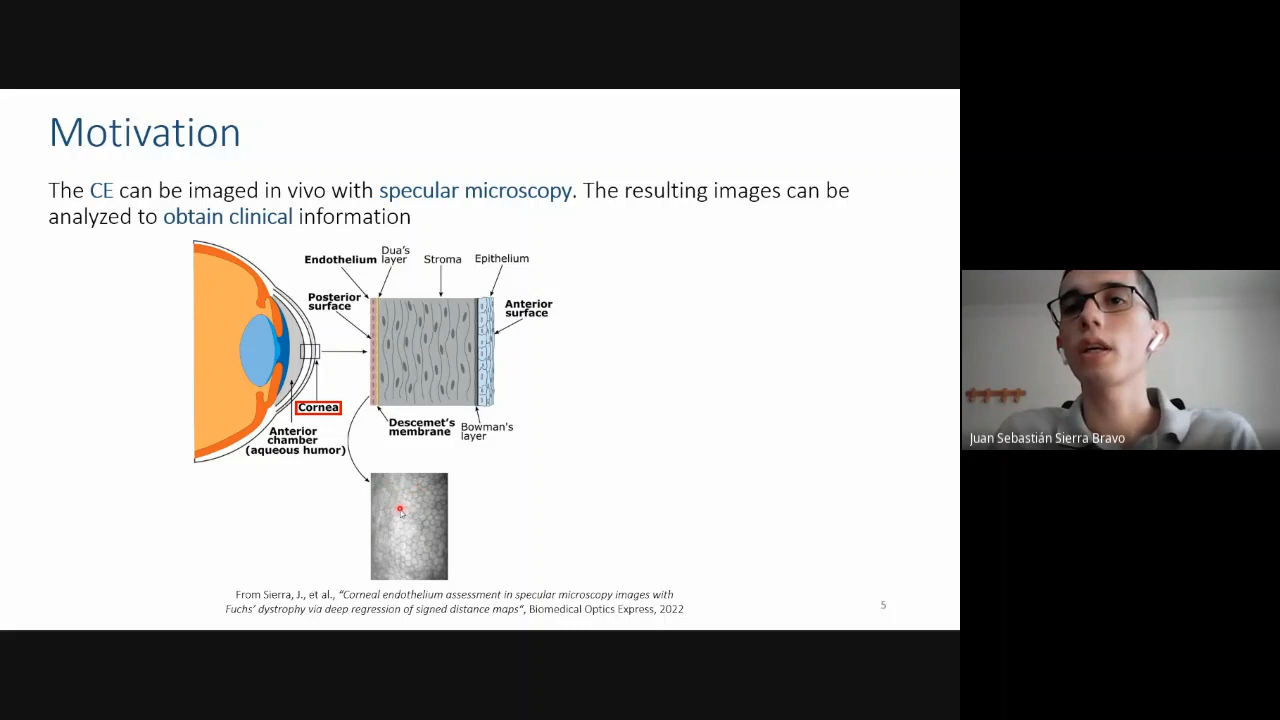 Motivation
The CE can be imaged in vivo with specular microscopy. The resulting images can be
analyzed to obtain clinical information
Endothelium
Dua's
layer
Stroma
Epithelium
Posterior
surface
Anterior
surface
Cornea
Anterior
chamber
(aqueous humor)
Descemet's
membrane
Bowman's
layer
From Sierra, J., et al., “Corneal endothelium assessment in specular microscopy images with
Fuchs’ dystrophy via deep regression of signed distance maps“, Biomedical Optics Express, 2022
5
Juan Sebastián Sierra Bravo